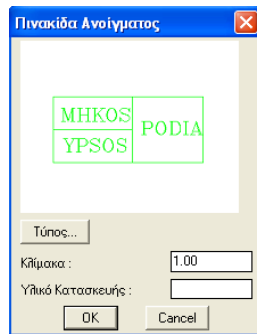 Πινακίδα Ανοίγματος
MHKOS
YPSOS
PODIA
Τύπος...
Κλίμακα :
1.00
Υλικό Κατασκευής :
OK
Cancel